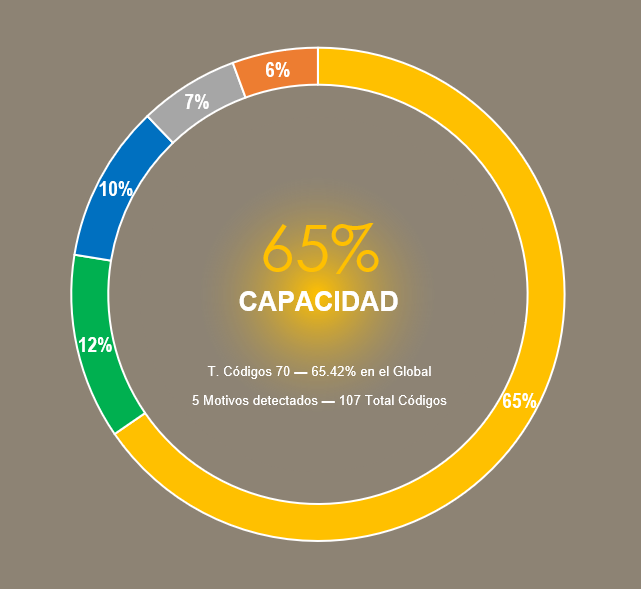 6%
7%
10%
65%
CAPACIDAD
12%
T. Códigos 70 — 65.42% en el Global
5 Motivos detectados — 107 Total Códigos
65%